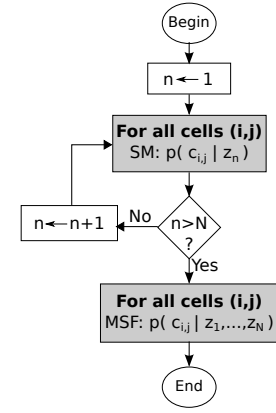 Begin
n←1
For all cells (i,j)
SM: p( c_{i,j} | z_n )
n>N
?
No
n←n+1
Yes
For all cells (i,j)
MSF: p( c_{i,j} | z_1,...,z_N )
End